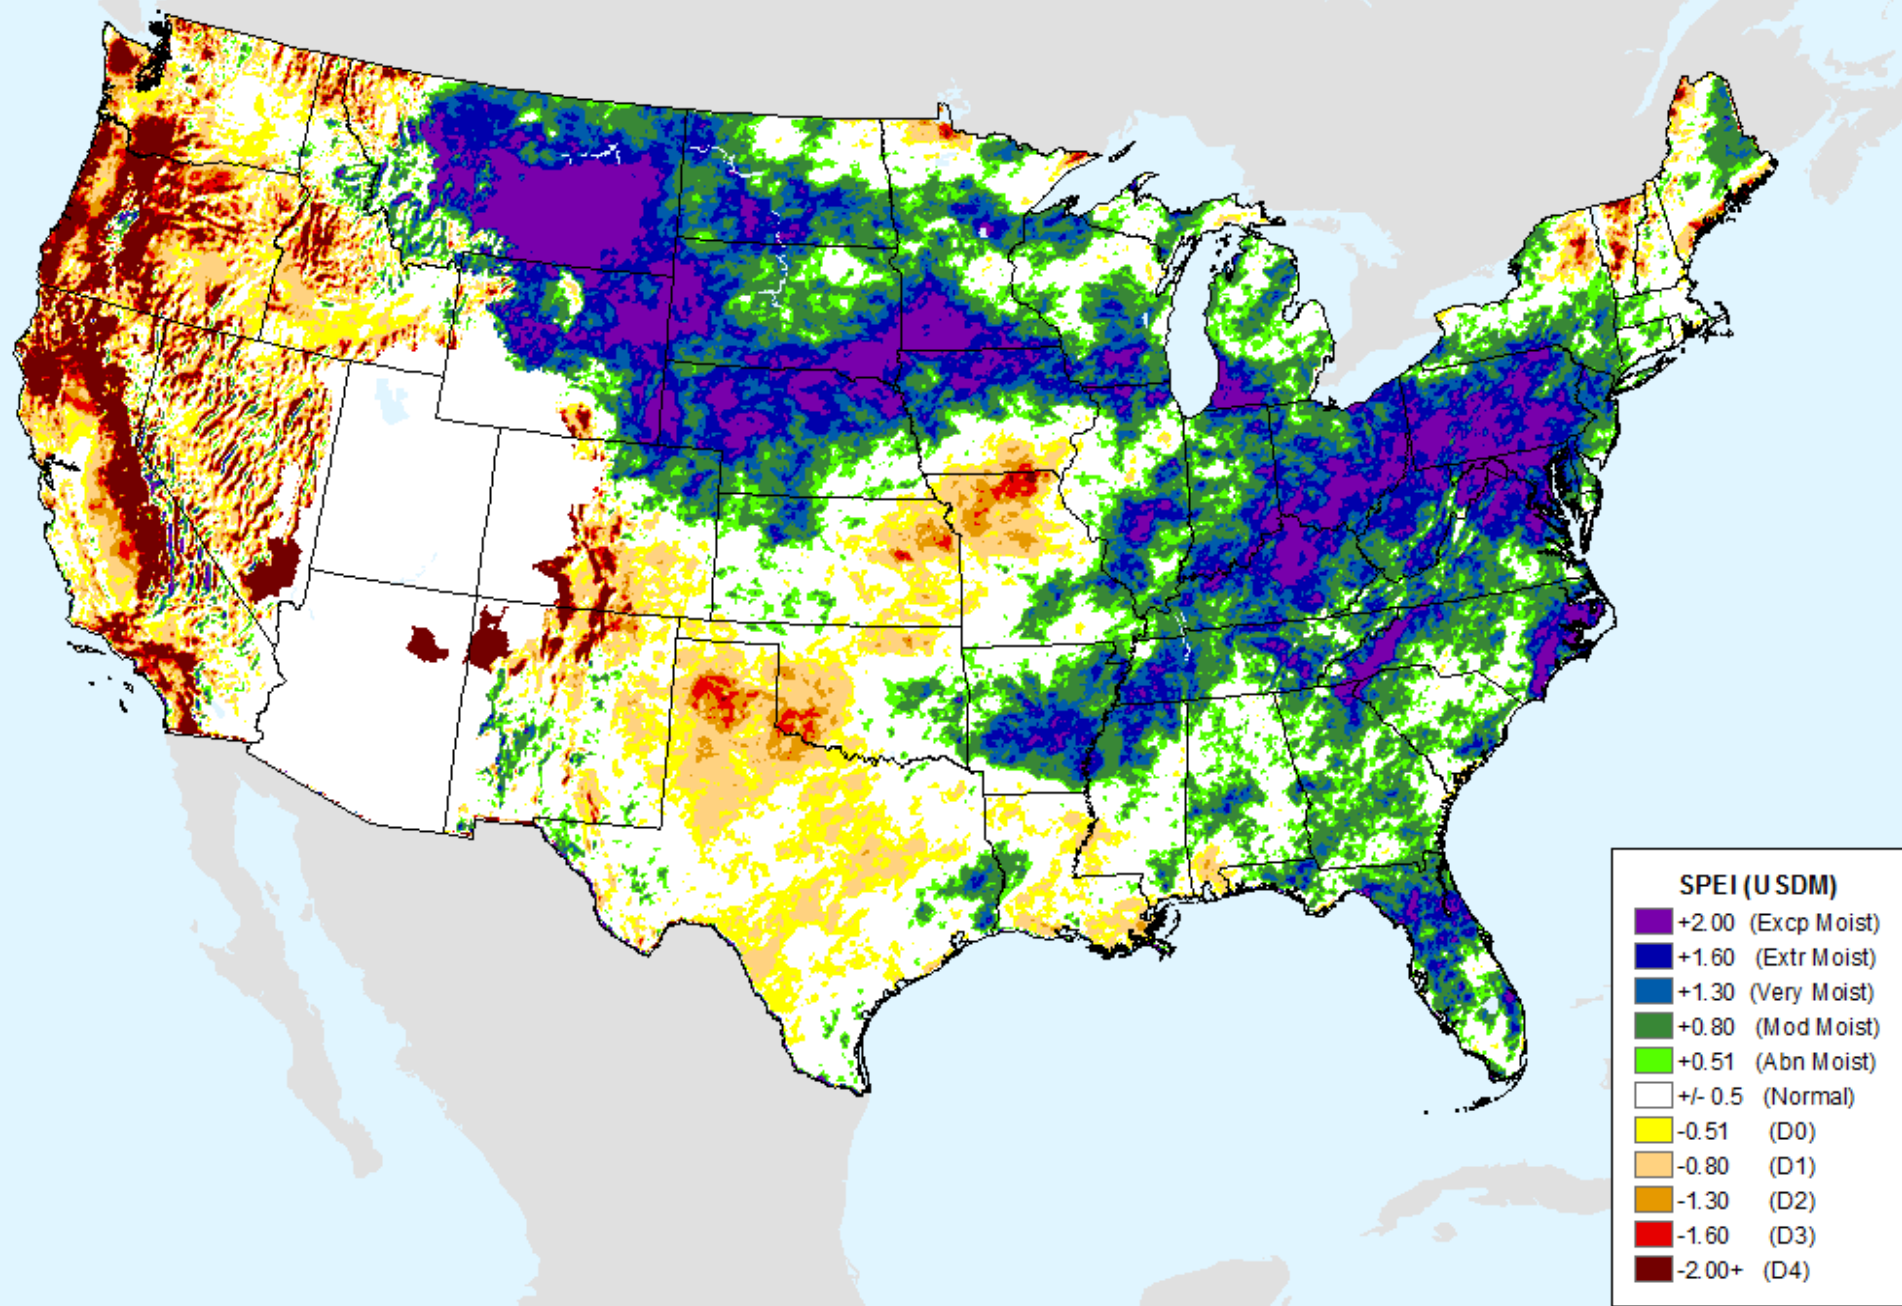 SPEI (USDM)
+2.00 (Excp Moist)
+1.60 (Extr Moist)
+1.30 (Very Moist)
+0.80 (Mod Moist)
+0.51 (Abn Moist)
+/- 0.5 (Normal)
-0.51 (D0)
-0.80 (D1)
-1.30 (D2)
-1.60 (D3)
-2.00+ (D4)